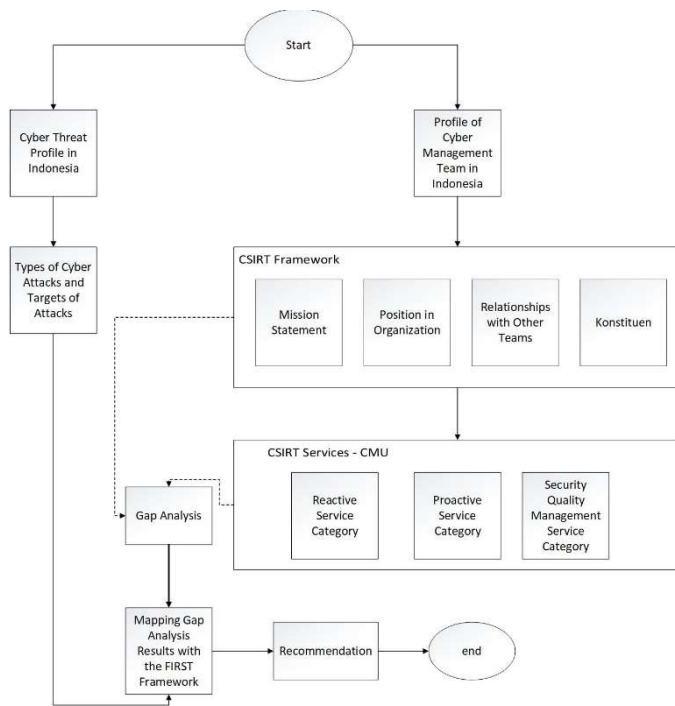 Start
Cyber Threat
Profile in
Indonesia
Profile of
Cyber
Management
Team in
Indonesia
Types of Cyber
Attacks and
Targets of
Attacks
CSIRT Framework
Mission
Statement
Position in
Organization
Relationships
with Other
Teams
Konstituen
CSIRT Services - CMU
Reactive
Service
Category
Proactive
Service
Category
Security
Quality
Management
Service
Category
Gap Analysis
Mapping Gap
Analysis
Results with
the FIRST
Framework
Recommendation
end